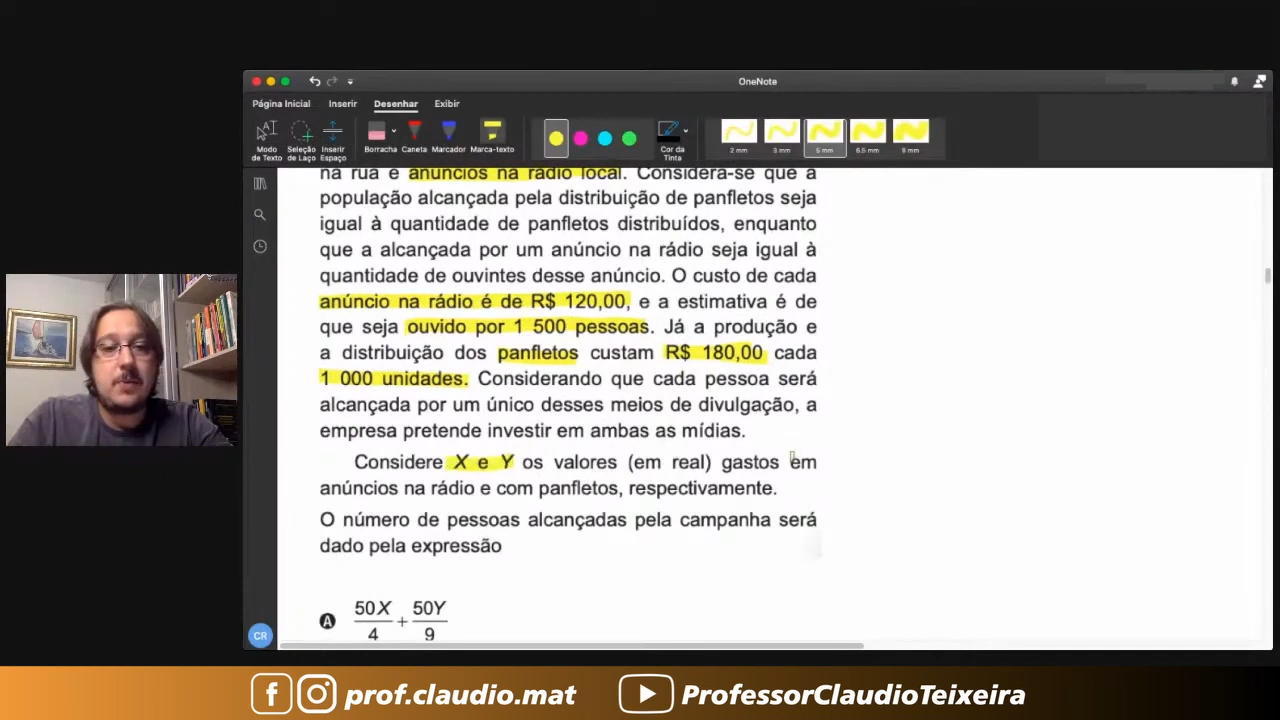 OneNote
Página Inicial Inserir Desenhar Exibir
Modo de Texto
Seleção de Laço
Inserir Espaço
Borracha
Caneta
Marcador
Marca-texto
Cor da Tinta
2 mm
3 mm
5 mm
6.5 mm
8 mm
na rua e anúncios na rádio local. Considera-se que a
população alcançada pela distribuição de panfletos seja
igual à quantidade de panfletos distribuídos, enquanto
que a alcançada por um anúncio na rádio seja igual à
quantidade de ouvintes desse anúncio. O custo de cada
anúncio na rádio é de R$ 120,00, e a estimativa é de
que seja ouvido por 1 500 pessoas. Já a produção e
a distribuição dos panfletos custam R$ 180,00 cada
1 000 unidades. Considerando que cada pessoa será
alcançada por um único desses meios de divulgação, a
empresa pretende investir em ambas as mídias.
Considere X e Y os valores (em real) gastos em
anúncios na rádio e com panfletos, respectivamente.
O número de pessoas alcançadas pela campanha será
dado pela expressão
A 50X/4 + 50Y/9
CR
prof.claudio.mat ProfessorClaudioTeixeira